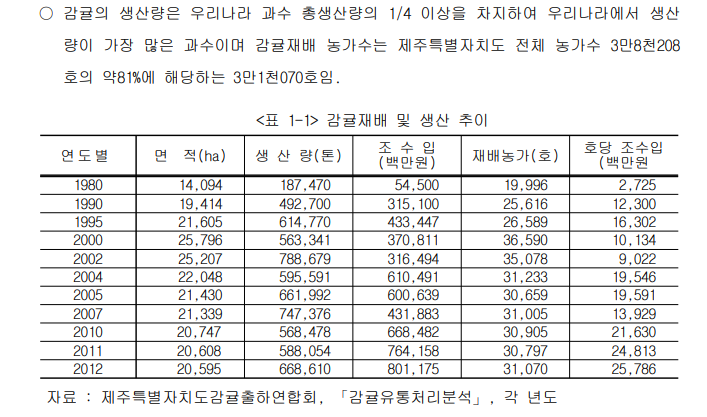 ○ 감귤의 생산량은 우리나라 과수 총생산량의 1/4 이상을 차지하여 우리나라에서 생산
량이 가장 많은 과수이며 감귤재배 농가수는 제주특별자치도 전체 농가수 3만8천208
호의 약81%에 해당하는 3만1천070호임.
<표 1-1> 감귤재배 및 생산 추이
연도별 면 적(ha) 생 산 량(톤) 조 수 입 (백만원) 재배농가(호) 호당 조수입 (백만원
1980 14,094 187,470 54,500 19,996 2,725
1990 19,414 492,700 315,100 25,616 12,300
1995 21,605 614,770 433,447 26,589 16,302
2000 25,796 563,341 370,811 36,590 10,134
2002 25,207 788,679 316,494 35,078 9,022
2004 22,048 595,591 610,491 31,233 19,546
2005 21,430 661,992 600,639 30,659 19,591
2007 21,339 747,376 431,883 31,005 13,929
2010 20,747 568,478 668,482 30,905 21,630
2011 20,608 588,054 764,158 30,797 24,813
2012 20,595 668,610 801,175 31,070 25,786
자료 : 제주특별자치도감귤출하연합회, 「감귤유통처리분석」, 각 년도